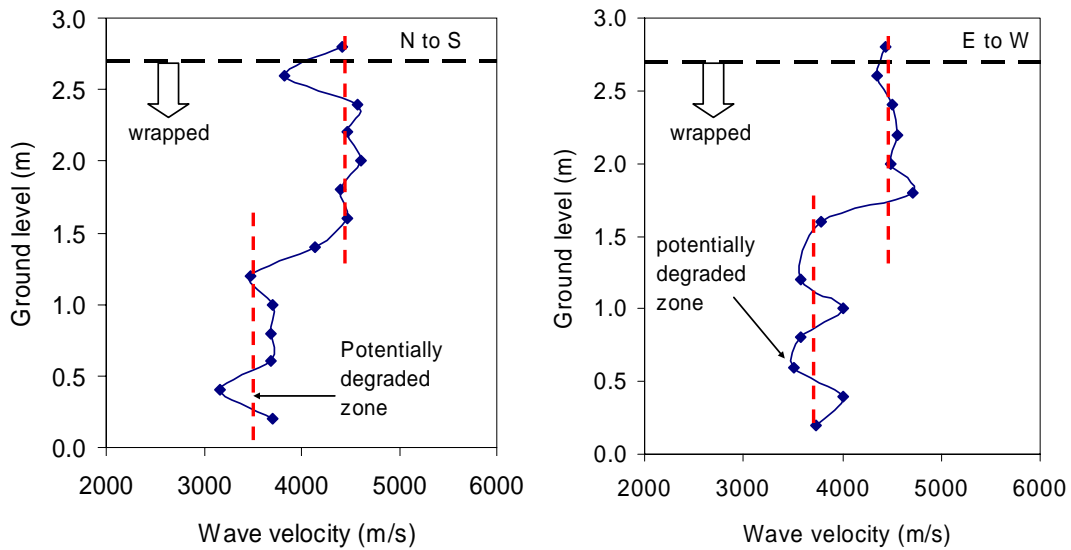 N to S
3.0
2.5
2.0
1.5
1.0
0.5
0.0
Ground level (m)
wrapped
Potentially
degraded
zone
2000 3000 4000 5000 6000
Wave velocity (m/s)
E to W
3.0
2.5
2.0
1.5
1.0
0.5
0.0
Ground level (m)
wrapped
potentially
degraded
zone
2000 3000 4000 5000 6000
Wave velocity (m/s)